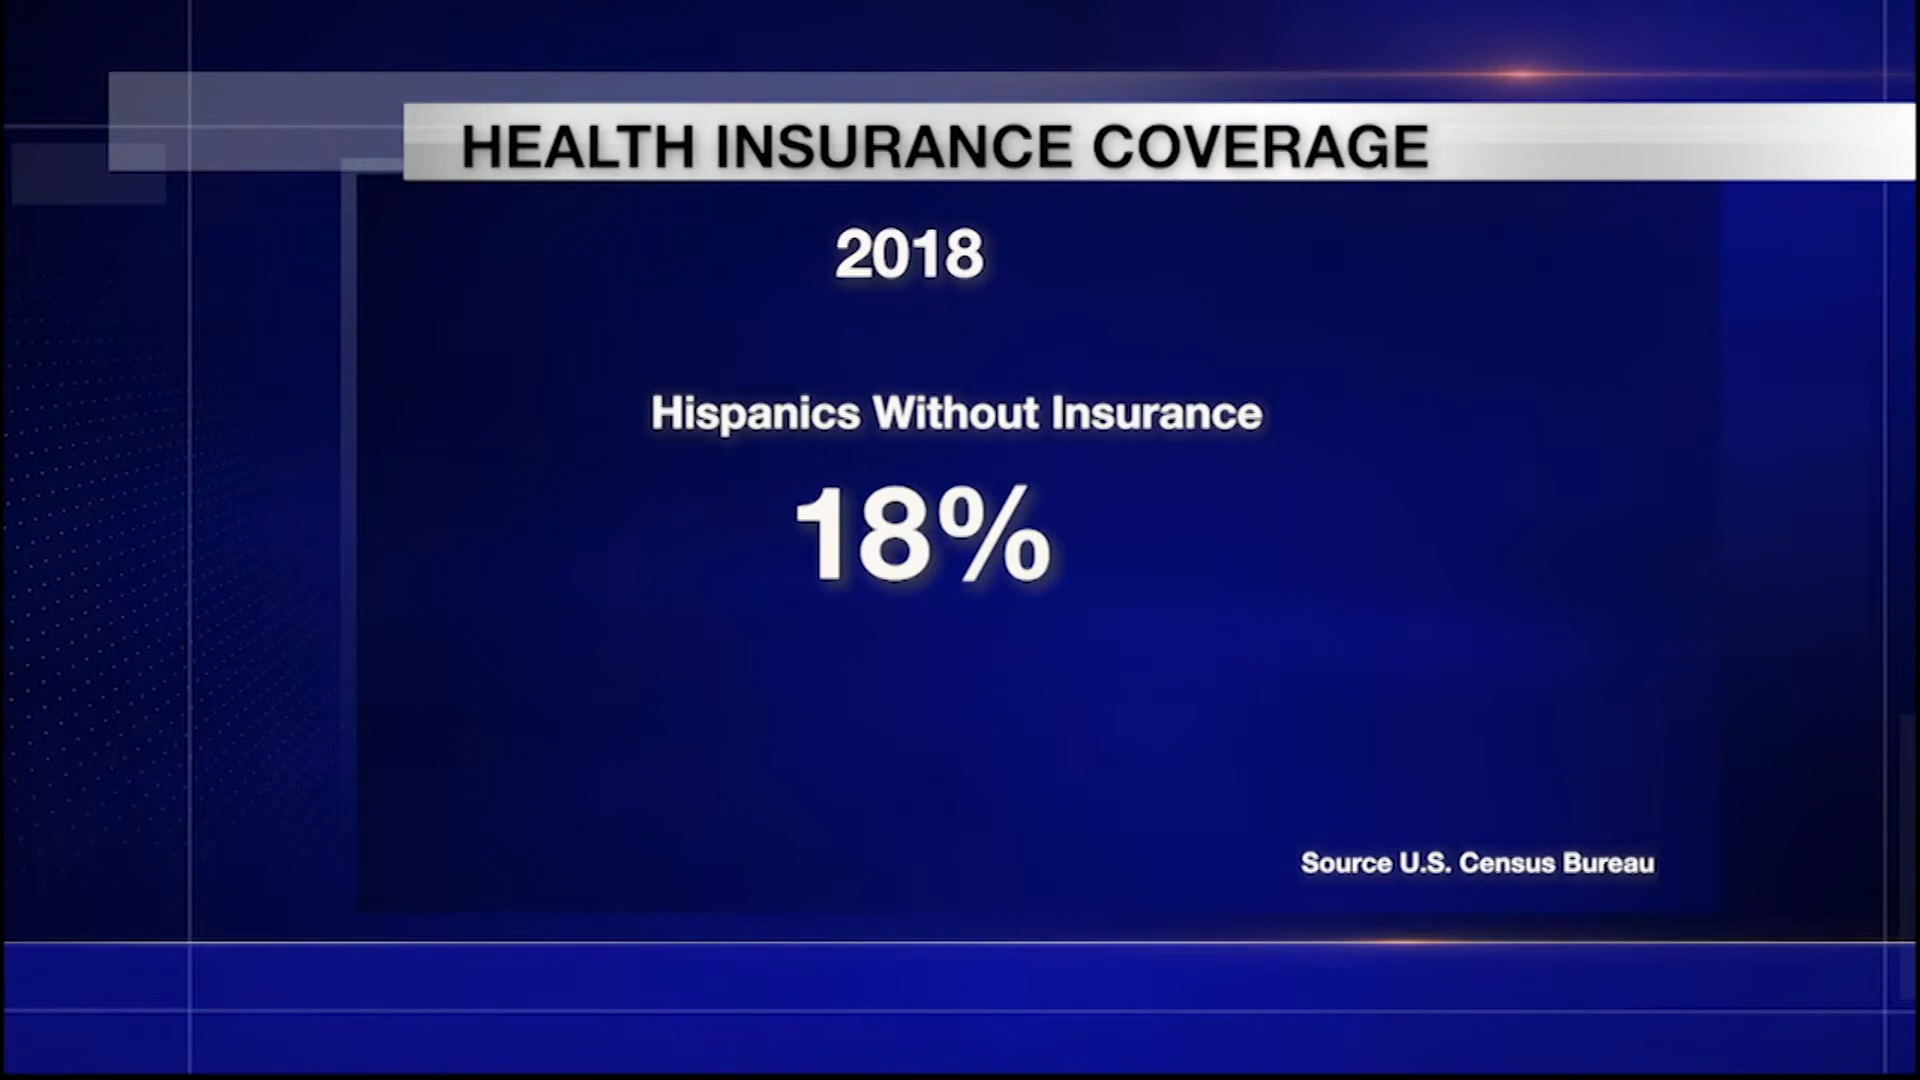 HEALTH INSURANCE COVERAGE
2018
Hispanics Without Insurance
18%
Source U.S. Census Bureau